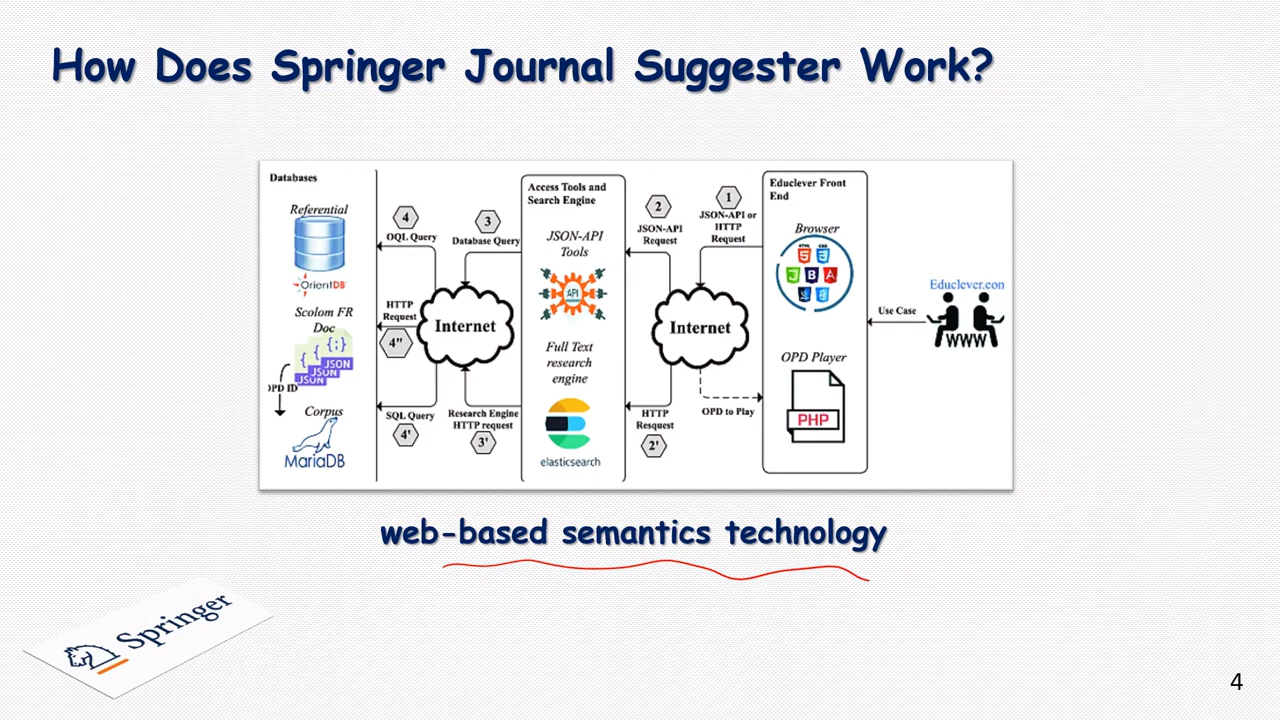 How Does Springer Journal Suggester Work?
Databases
Referential
OrientDB
Scolom FR
Doc
{;}
{
{
JSON
JSON
JSON
OPD ID
Corpus
MariaDB
4
OQL Query
HTTP
Request
4"
SQL Query
4'
3
Database Query
Internet
Research Engine
HTTP request
3'
Access Tools and
Search Engine
JSON-API
Tools
API
Full Text
research
engine
elasticsearch
2
JSON-API
Request
1
JSON-API or
HTTP
Request
Internet
OPD to Play
HTTP
Resquest
2'
Educlever Front
End
Browser
HTML
CSS
5
3
J
B
A
OPD Player
PHP
Use Case
Educlever.con
WWW
web-based semantics technology
Springer
4